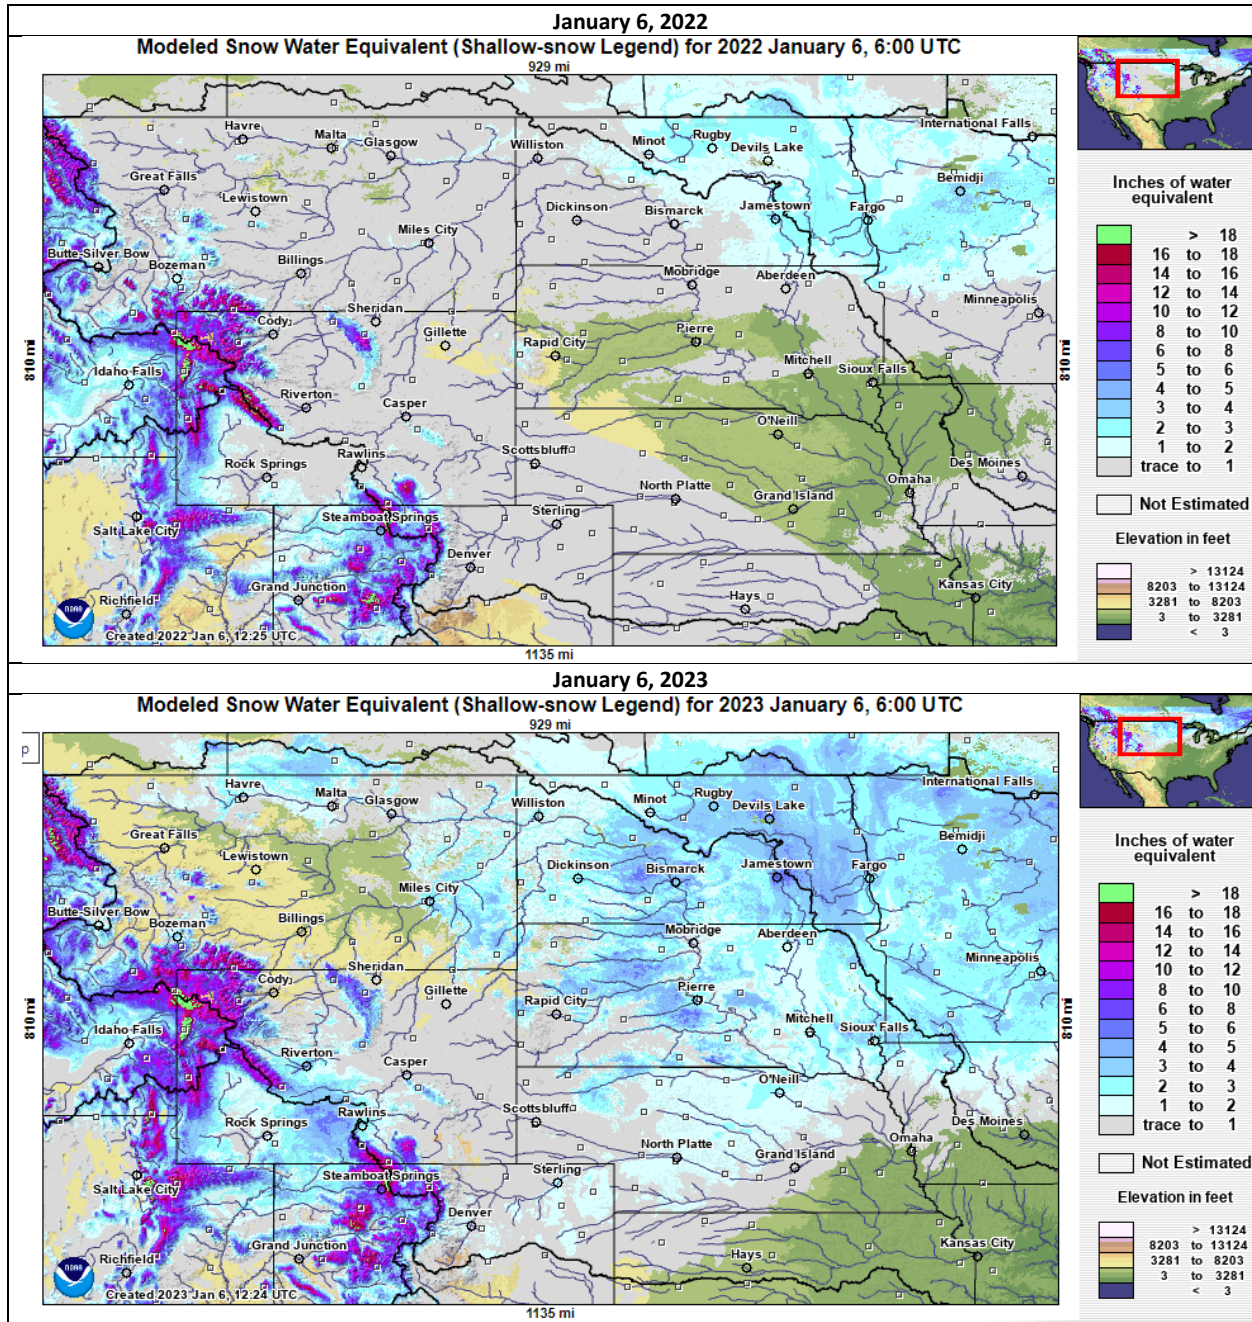 January 6, 2022
Modeled Snow Water Equivalent (Shallow-snow Legend) for 2022 January 6, 6:00 UTC
929 mi
810 mi
810 mi
Havre
Malta
Glasgow
Williston
Minot
Rugby
Devils Lake
International Falls
Great Falls
Bemidji
Lewistown
Dickinson
Bismarck
Jamestown
Fargo
Miles City
Butte-Silver Bow
Bozeman
Billings
Mobridge
Aberdeen
Minneapolis
Sheridan
Cody
Gillette
Rapid City
Pierre
Mitchell
Sioux Falls
Idaho Falls
Riverton
Casper
O'Neill
Rock Springs
Rawlins
Scottsbluff
Des Moines
North Platte
Grand Island
Omaha
Salt Lake City
Steamboat Springs
Sterling
Denver
Grand Junction
Hays
Kansas City
Richfield
NOAA
Created 2022 Jan 6, 12:25 UTC
1135 mi
Inches of water
equivalent
> 18
16 to 18
14 to 16
12 to 14
10 to 12
8 to 10
6 to 8
5 to 6
4 to 5
3 to 4
2 to 3
1 to 2
trace to 1
Not Estimated
Elevation in feet
> 13124
8203 to 13124
3281 to 8203
3 to 3281
< 3
January 6, 2023
Modeled Snow Water Equivalent (Shallow-snow Legend) for 2023 January 6, 6:00 UTC
929 mi
p
810 mi
810 mi
Havre
Malta
Glasgow
Williston
Minot
Rugby
Devils Lake
International Falls
Great Falls
Bemidji
Lewistown
Dickinson
Bismarck
Jamestown
Fargo
Miles City
Butte-Silver Bow
Bozeman
Billings
Mobridge
Aberdeen
Minneapolis
Sheridan
Cody
Gillette
Rapid City
Pierre
Mitchell
Sioux Falls
Idaho Falls
Riverton
Casper
O'Neill
Rock Springs
Rawlins
Scottsbluff
Des Moines
North Platte
Grand Island
Omaha
Salt Lake City
Steamboat Springs
Sterling
Denver
Grand Junction
Hays
Kansas City
Richfield
NOAA
Created 2023 Jan 6, 12:24 UTC
1135 mi
Inches of water
equivalent
> 18
16 to 18
14 to 16
12 to 14
10 to 12
8 to 10
6 to 8
5 to 6
4 to 5
3 to 4
2 to 3
1 to 2
trace to 1
Not Estimated
Elevation in feet
> 13124
8203 to 13124
3281 to 8203
3 to 3281
< 3